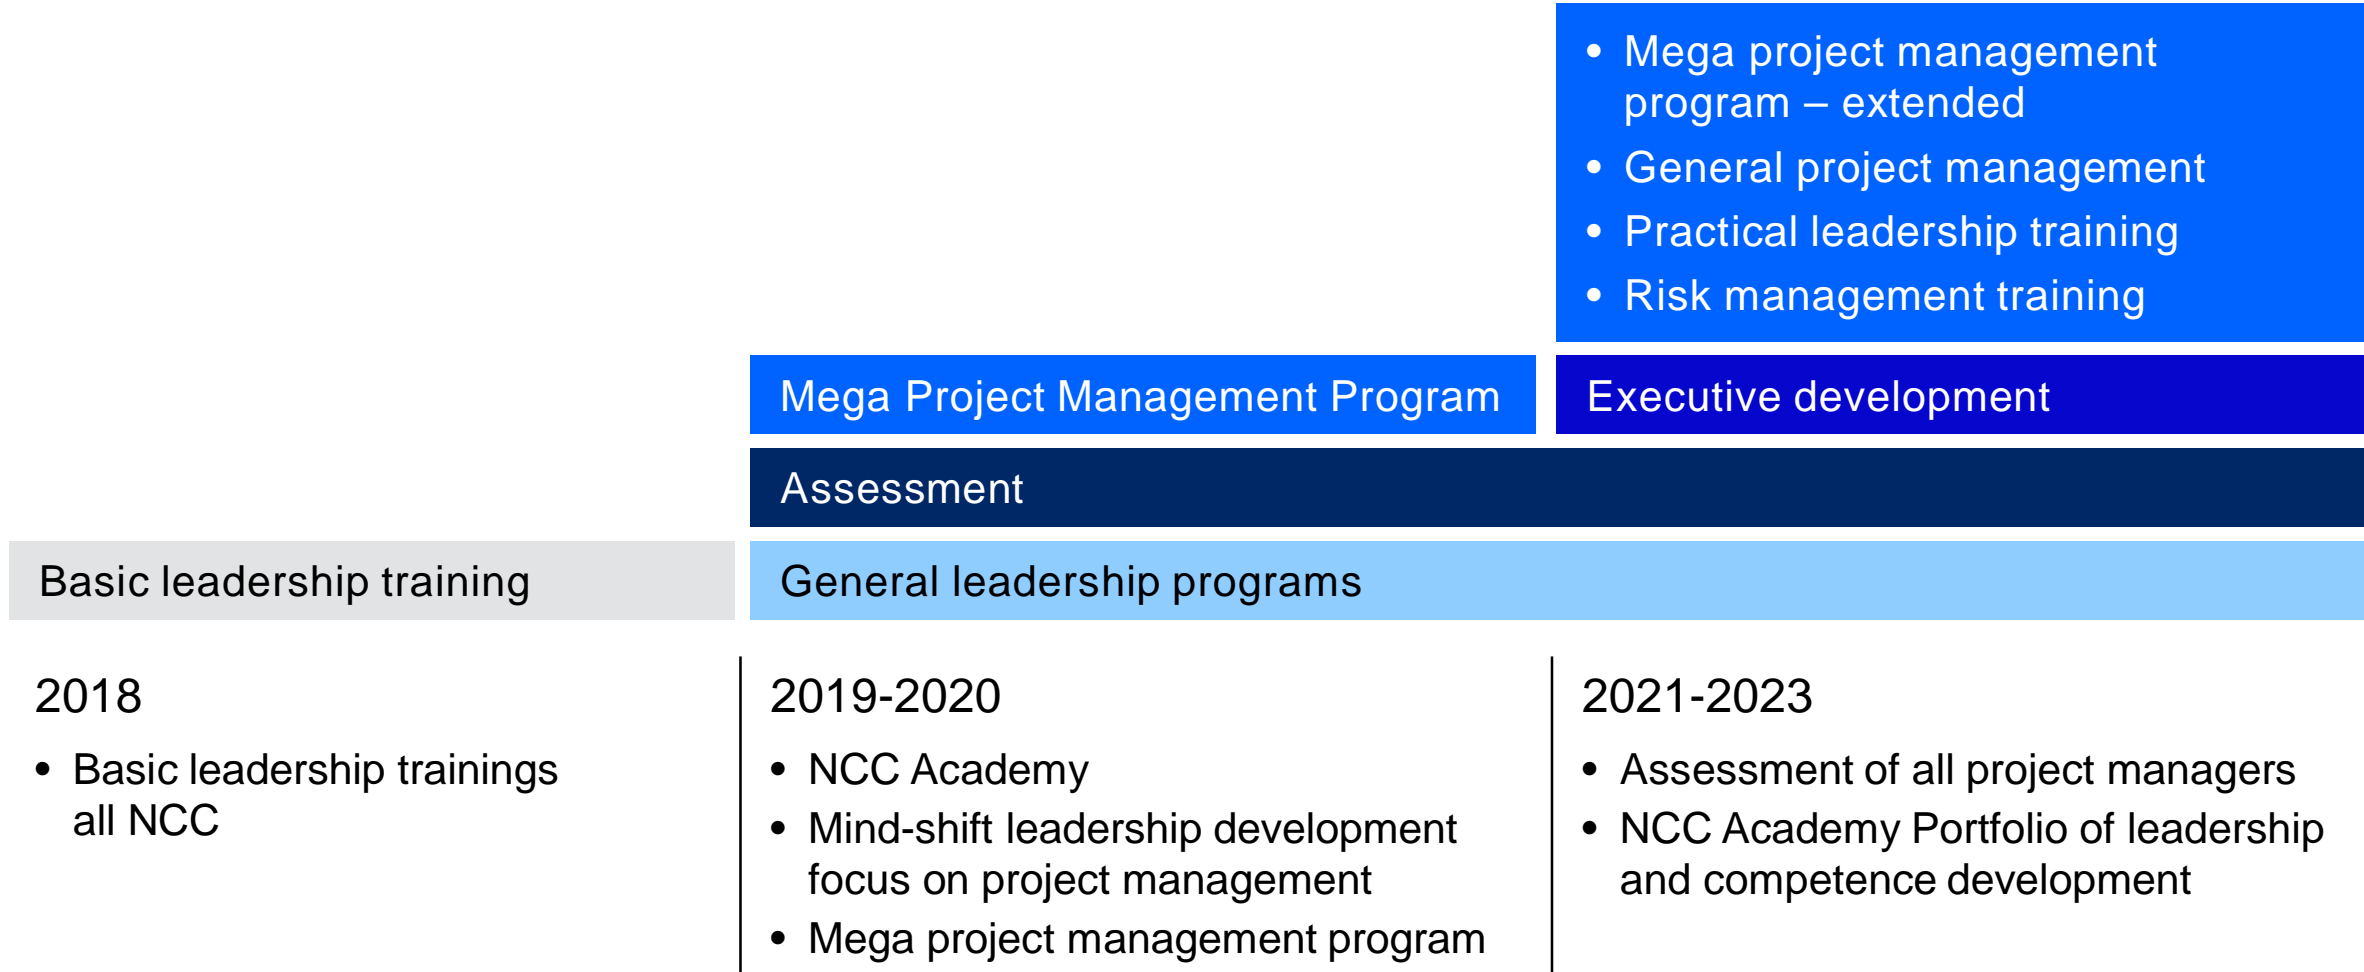 • Mega project management
program – extended
• General project management
• Practical leadership training
• Risk management training
Mega Project Management Program
Executive development
Assessment
Basic leadership training
General leadership programs
2018
• Basic leadership trainings
all NCC
2019-2020
• NCC Academy
• Mind-shift leadership development
focus on project management
• Mega project management program
2021-2023
• Assessment of all project managers
• NCC Academy Portfolio of leadership
and competence development